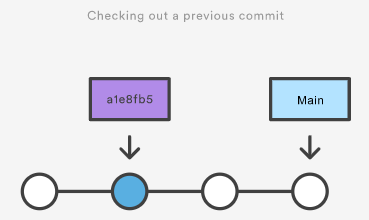 Checking out a previous commit
a1e8fb5
Main